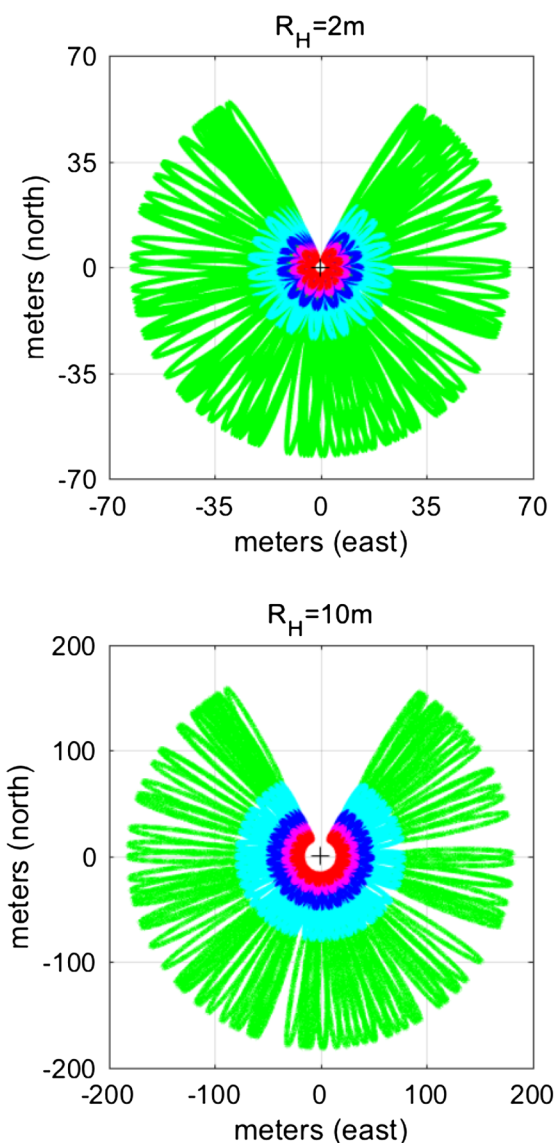 R_H=2m
70
35
0
-35
-70
-70 -35 0 35 70
meters (north)
meters (east)
R_H=10m
200
100
0
-100
-200
-200 -100 0 100 200
meters (north)
meters (east)